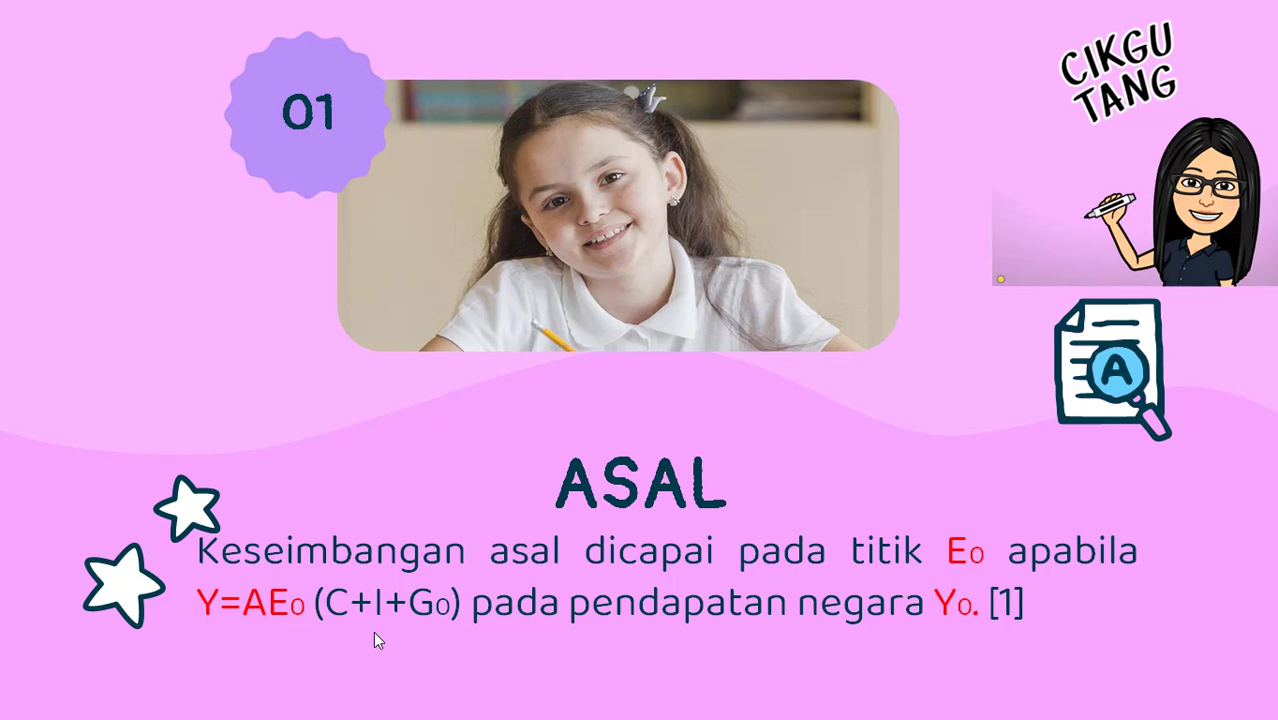 01
CIKGU
TANG
A
ASAL
Keseimbangan asal dicapai pada titik E₀ apabila
Y=AE₀ (C+I+G₀) pada pendapatan negara Y₀. [1]